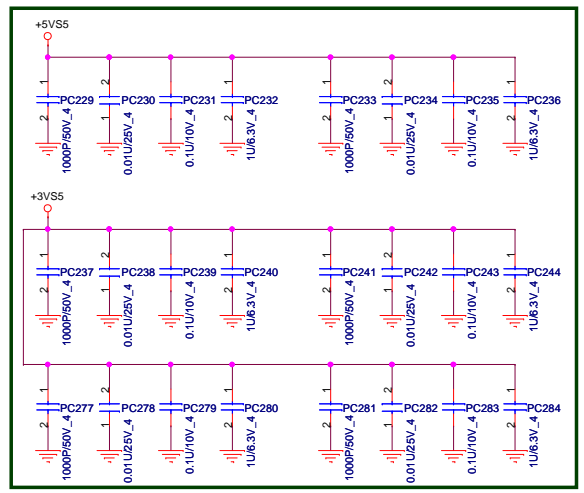 +5VS5
1 2 1 1 1 2 1
PC229 PC230 PC231 PC232 PC233 PC234 PC235 PC236
2 1 2 2 2 1 2
1000P/50V_4 0.01U/25V_4 0.1U/10V_4 1U/6.3V_4 1000P/50V_4 0.01U/25V_4 0.1U/10V_4 1U/6.3V_4
+3VS5
1 2 1 1 1 2 1
PC237 PC238 PC239 PC240 PC241 PC242 PC243 PC244
2 1 2 2 2 1 2
1000P/50V_4 0.01U/25V_4 0.1U/10V_4 1U/6.3V_4 1000P/50V_4 0.01U/25V_4 0.1U/10V_4 1U/6.3V_4
1 2 1 1 1 2 1
PC277 PC278 PC279 PC280 PC281 PC282 PC283 PC284
2 1 2 2 2 1 2
1000P/50V_4 0.01U/25V_4 0.1U/10V_4 1U/6.3V_4 1000P/50V_4 0.01U/25V_4 0.1U/10V_4 1U/6.3V_4